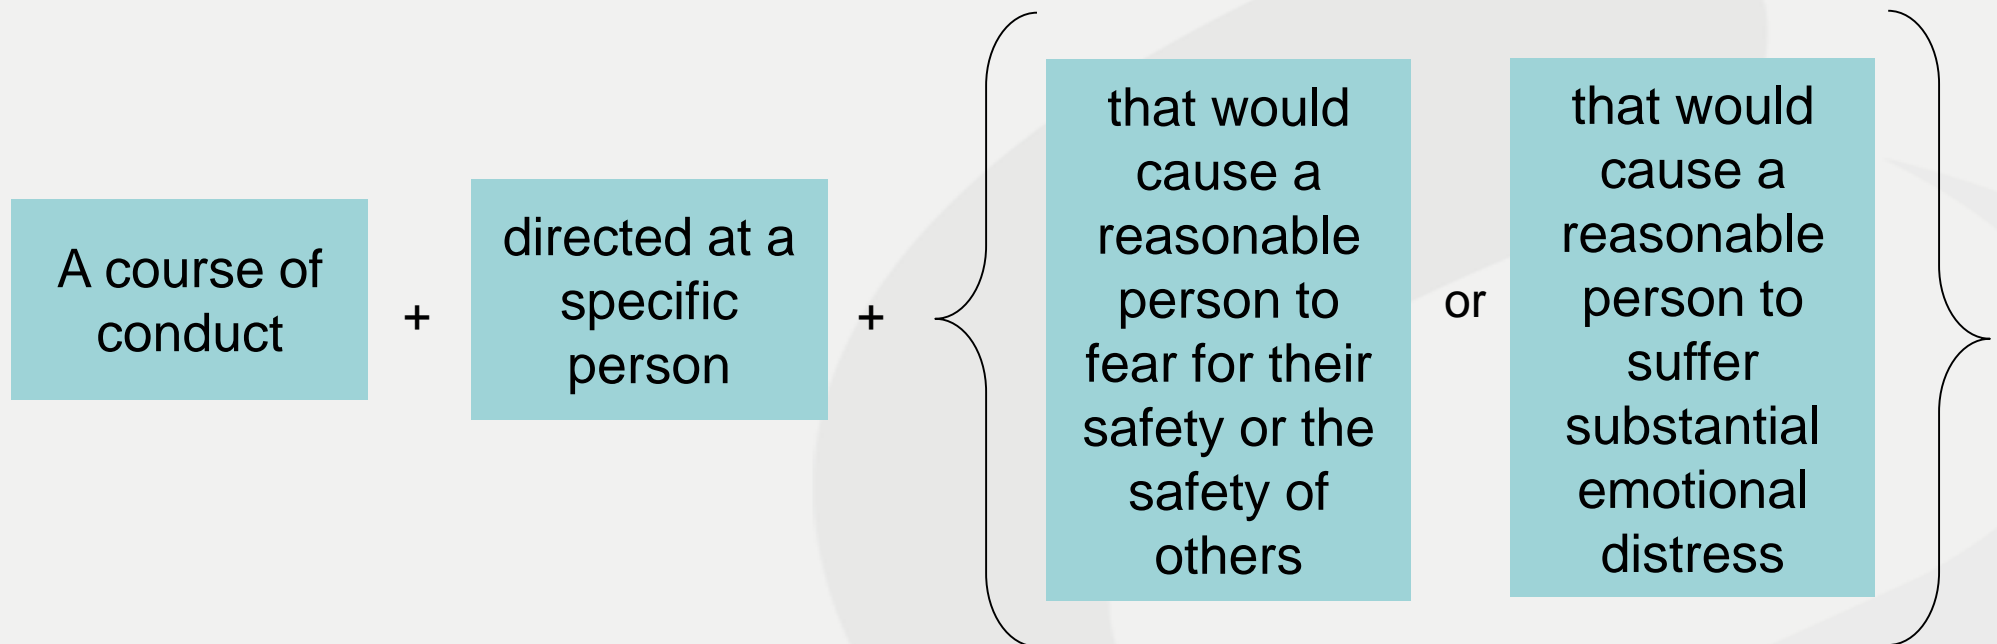 A course of
conduct
+
directed at a
specific
person
+
that would
cause a
reasonable
person to
fear for their
safety or the
safety of
others
or
that would
cause a
reasonable
person to
suffer
substantial
emotional
distress